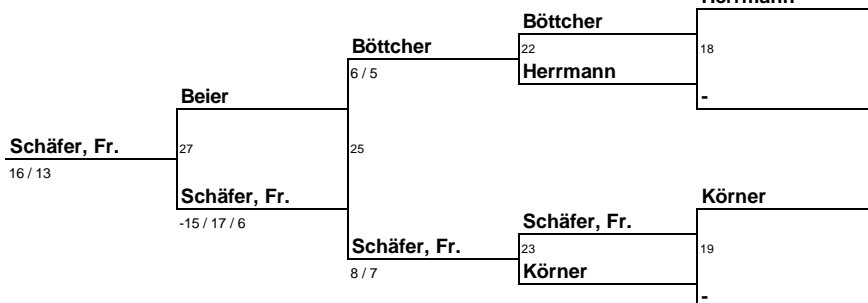 Herrmann
Böttcher
Böttcher
22
18
6 / 5
Herrmann
Beier
-
Schäfer, Fr.
27
25
16 / 13
Schäfer, Fr.
Körner
-15 / 17 / 6
Schäfer, Fr.
Schäfer, Fr.
23
19
8 / 7
Körner
-